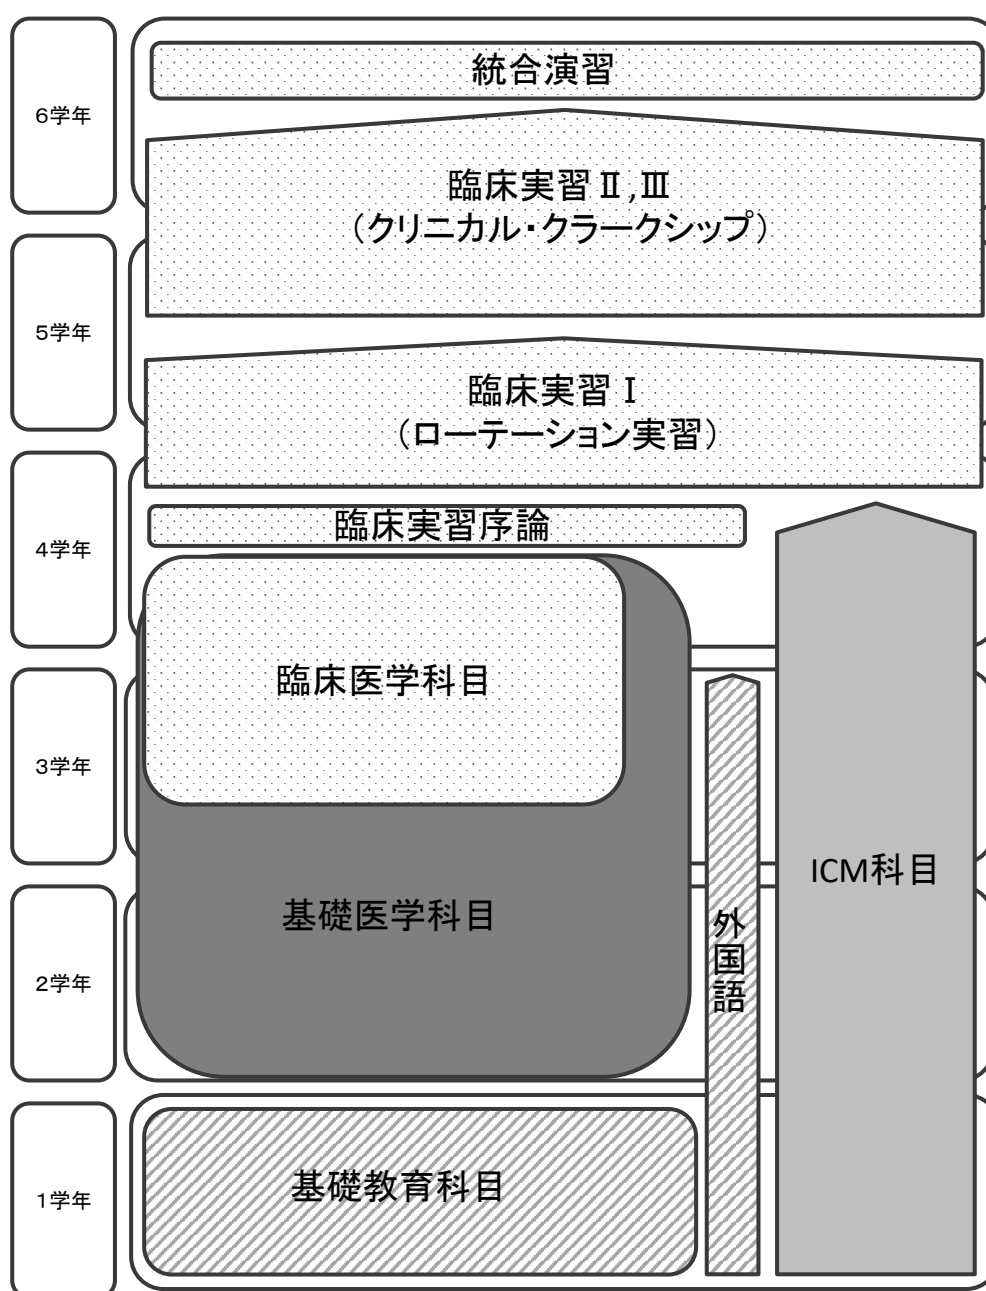 6学年
統合演習
臨床実習Ⅱ,Ⅲ
（クリニカル・クラークシップ）
5学年
臨床実習Ⅰ
（ローテーション実習）
4学年
臨床実習序論
臨床医学科目
3学年
ICM科目
基礎医学科目
外国語
2学年
基礎教育科目
1学年